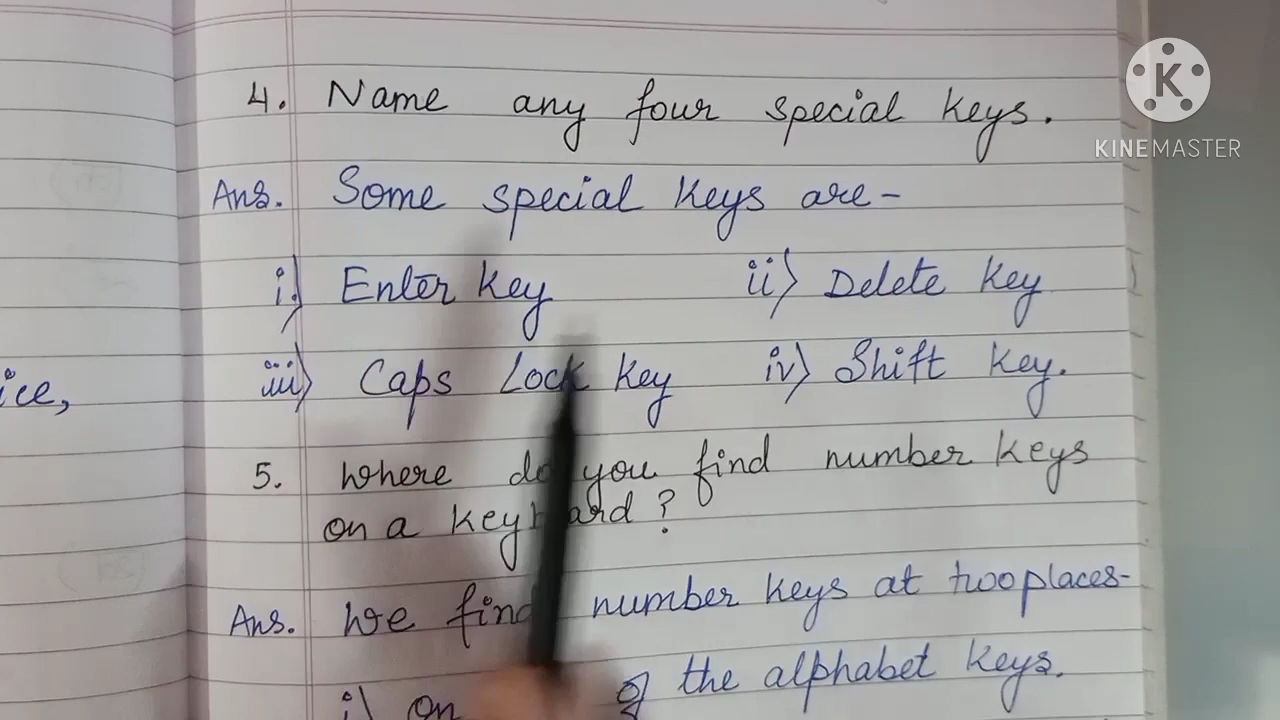 4. Name any four special keys.
Ans. Some special keys are-
i) Enter key ii) Delete key
iii) Caps Lock key iv) Shift key.
ice,
5. Where do you find number keys
on a keyboard?
Ans. We find number keys at two places-
i) on of the alphabet keys.
K
KINEMASTER